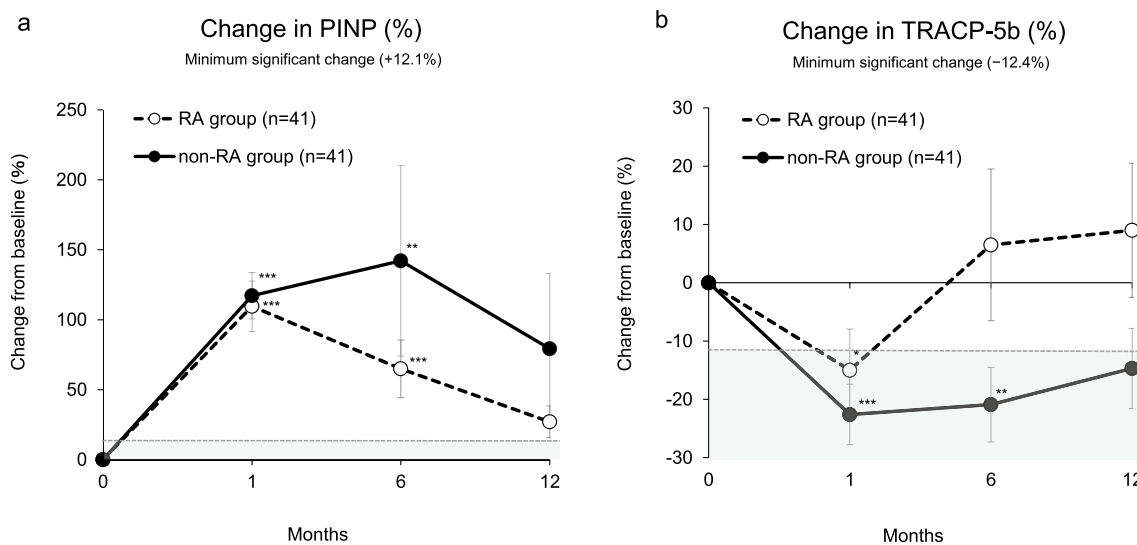 a
Change in PINP (%)
Minimum significant change (+12.1%)
RA group (n=41)
non-RA group (n=41)
Change from baseline (%)
250
200
150
100
50
0
***
***
**
***
0
1
6
12
Months
b
Change in TRACP-5b (%)
Minimum significant change (−12.4%)
RA group (n=41)
non-RA group (n=41)
Change from baseline (%)
30
20
10
0
-10
-20
-30
*
***
**
0
1
6
12
Months